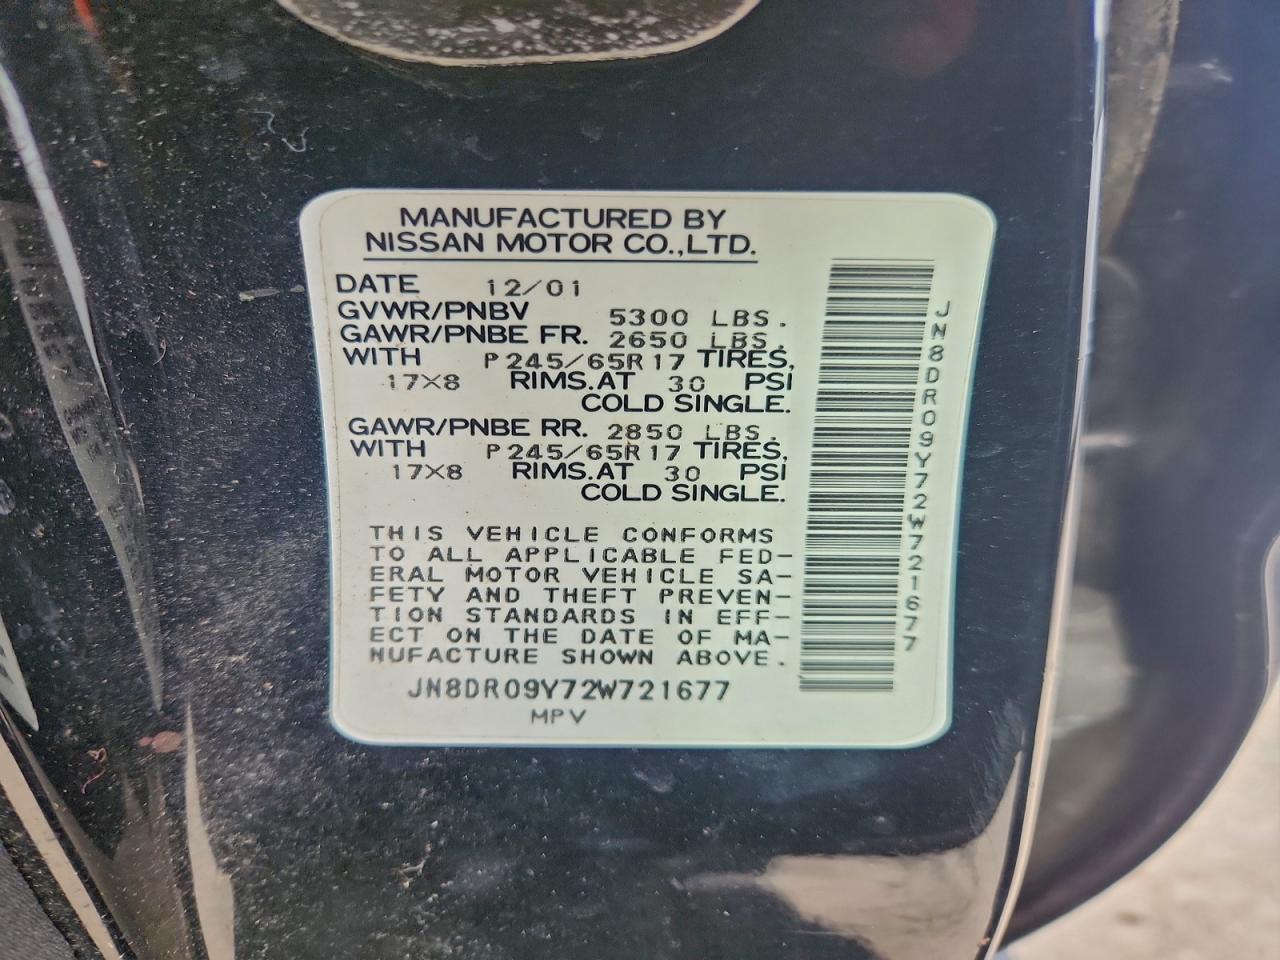 MANUFACTURED BY
NISSAN MOTOR CO.,LTD.
DATE 12/01
GVWR/PNBV 5300 LBS.
GAWR/PNBE FR. 2650 LBS.
WITH P245/65R17 TIRES,
17X8 RIMS.AT 30 PSI
COLD SINGLE.
GAWR/PNBE RR. 2850 LBS.
WITH P245/65R17 TIRES,
17X8 RIMS.AT 30 PSI
COLD SINGLE.
THIS VEHICLE CONFORMS
TO ALL APPLICABLE FED-
ERAL MOTOR VEHICLE SA-
FETY AND THEFT PREVEN-
TION STANDARDS IN EFF-
ECT ON THE DATE OF MA-
NUFACTURE SHOWN ABOVE.
JN8DR09Y72W721677
MPV
JN8DR09Y72W721677